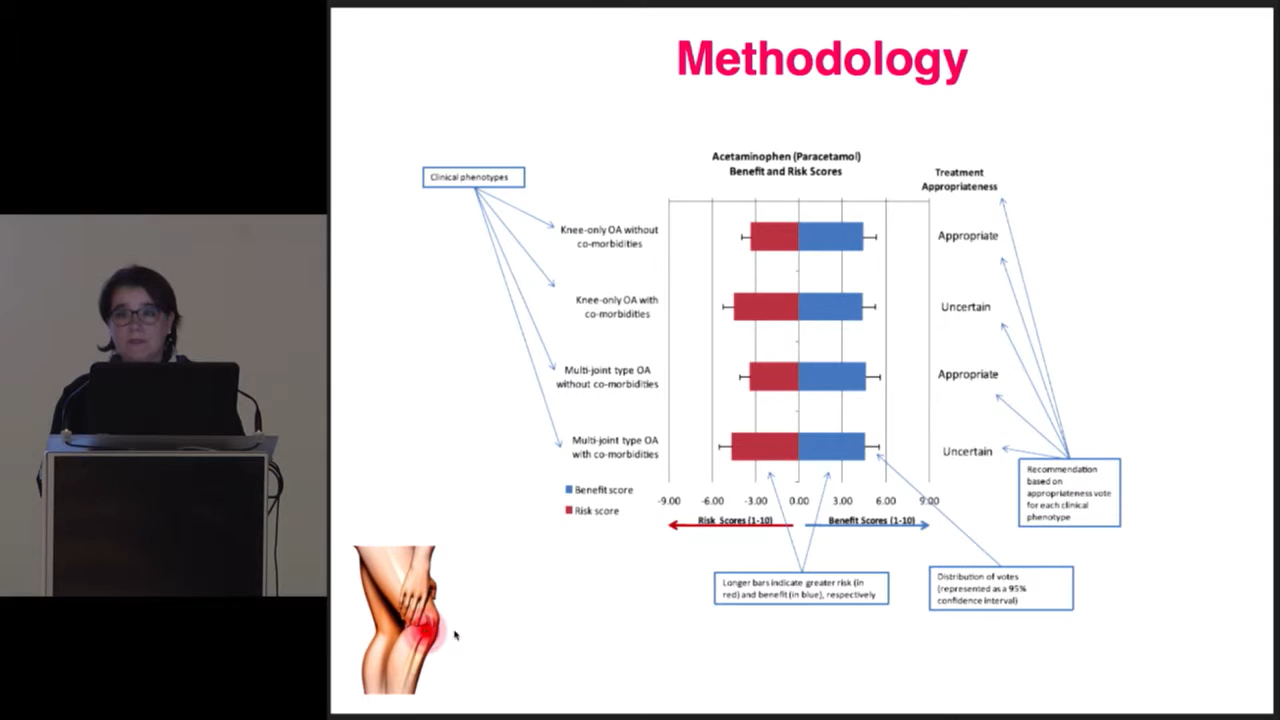 Methodology
Acetaminophen (Paracetamol)
Benefit and Risk Scores
Treatment
Appropriateness
Clinical phenotypes
Knee-only OA without
co-morbidities
Appropriate
Knee-only OA with
co-morbidities
Uncertain
Multi-joint type OA
without co-morbidities
Appropriate
Multi-joint type OA
with co-morbidities
Uncertain
Benefit score
Risk score
-9.00 -6.00 -3.00 0.00 3.00 6.00 9.00
Risk Scores (1-10)
Benefit Scores (1-10)
Recommendation
based on
appropriateness vote
for each clinical
phenotype
Longer bars indicate greater risk (in
red) and benefit (in blue), respectively
Distribution of votes
(represented as a 95%
confidence interval)